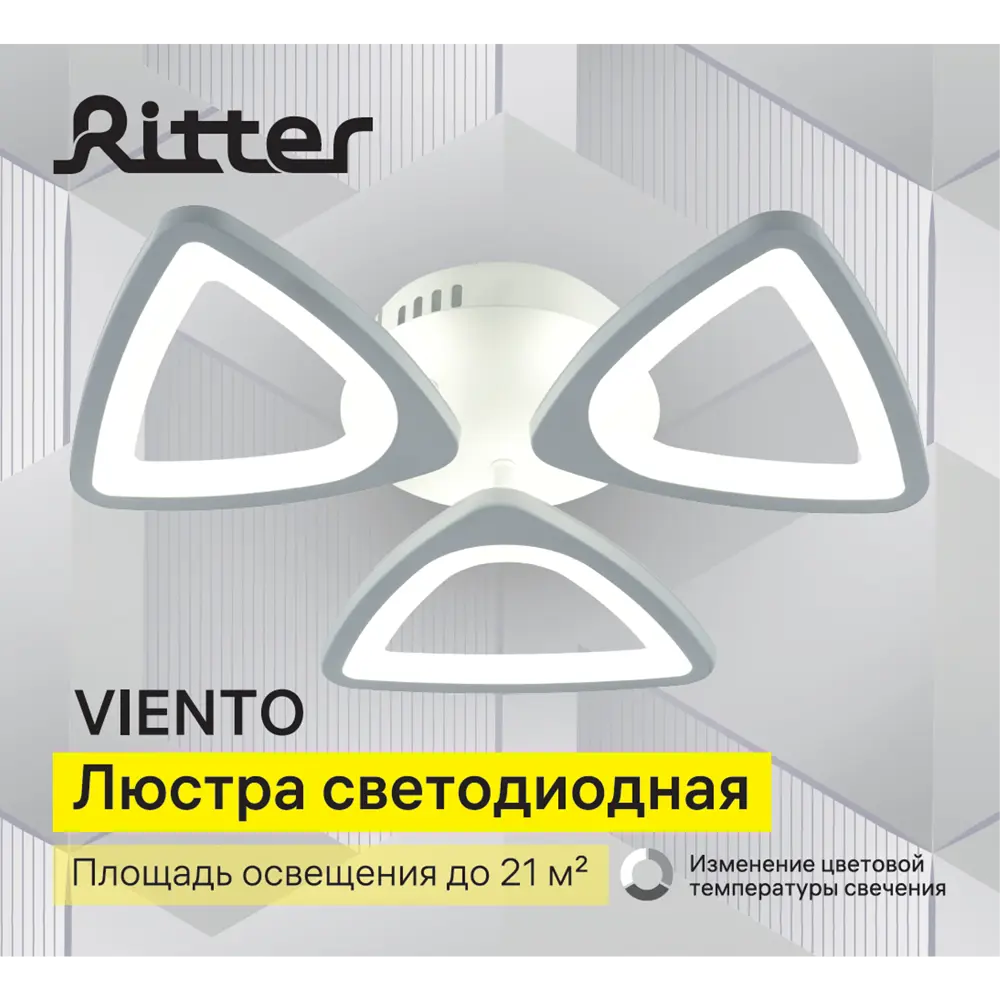 Ritter
VIENTO
Люстра светодиодная
Площадь освещения до 21 м²
Изменение цветовой
температуры свечения